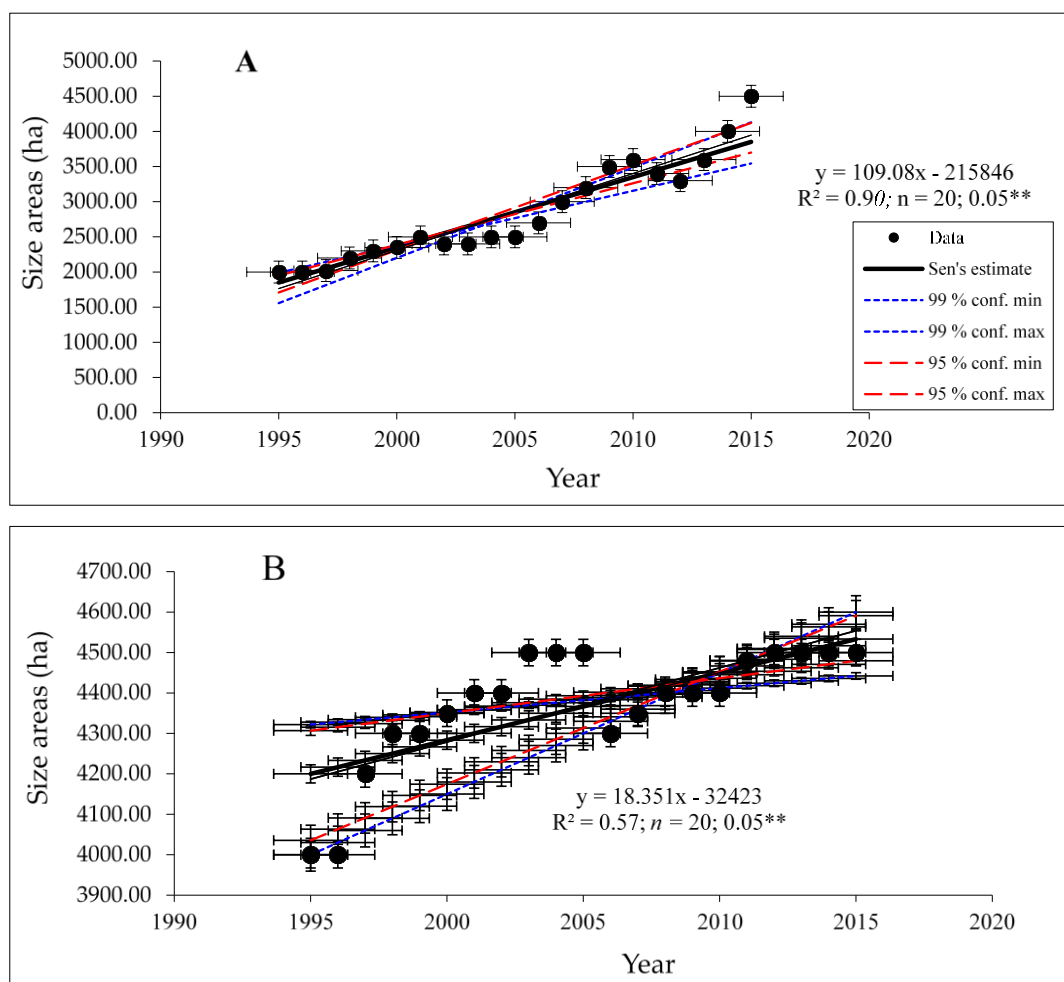 A
5000.00
4500.00
4000.00
3500.00
3000.00
2500.00
2000.00
1500.00
1000.00
500.00
0.00
Size areas (ha)
1990 1995 2000 2005 2010 2015 2020
Year
y = 109.08x - 215846
R² = 0.90; n = 20; 0.05**
Data
Sen's estimate
99 % conf. min
99 % conf. max
95 % conf. min
95 % conf. max
B
4700.00
4600.00
4500.00
4400.00
4300.00
4200.00
4100.00
4000.00
3900.00
Size areas (ha)
1990 1995 2000 2005 2010 2015 2020
Year
y = 18.351x - 32423
R² = 0.57; n = 20; 0.05**